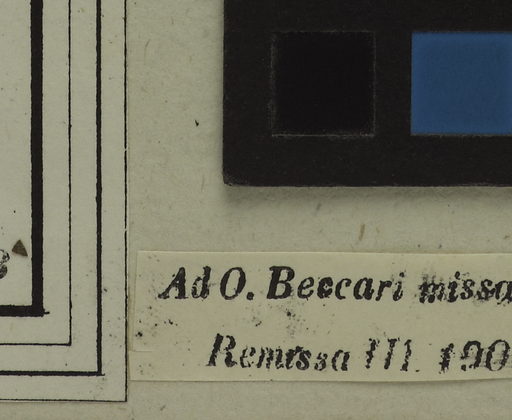 Ad O. Beccari missa
Remissa III. 190